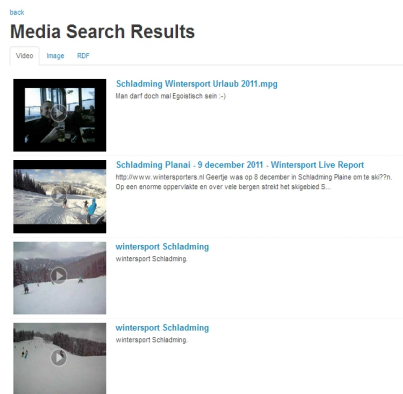 back
Media Search Results
Video Image RDF
Schladming Wintersport Urlaub 2011.mpg
Man darf doch mal Egoistisch sein ;-)
Schladming Planai - 9 december 2011 - Wintersport Live Report
http://www.wintersporters.nl Geertje was op 8 december in Schladming Plaine om te ski??n.
Op een enorme oppervlakte en over vele bergen strekt het skigebied S...
wintersport Schladming
wintersport Schladming.
wintersport Schladming
wintersport Schladming.